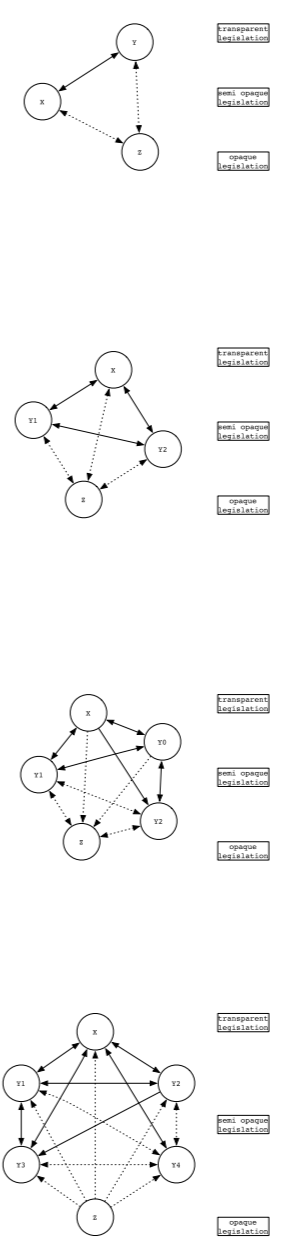 Y
transparent
legislation
X
semi opaque
legislation
Z
opaque
legislation
X
transparent
legislation
Y1
semi opaque
legislation
Y2
Z
opaque
legislation
X
transparent
legislation
Y0
Y1
semi opaque
legislation
Y2
Z
opaque
legislation
X
transparent
legislation
Y1
Y2
semi opaque
legislation
Y3
Y4
Z
opaque
legislation